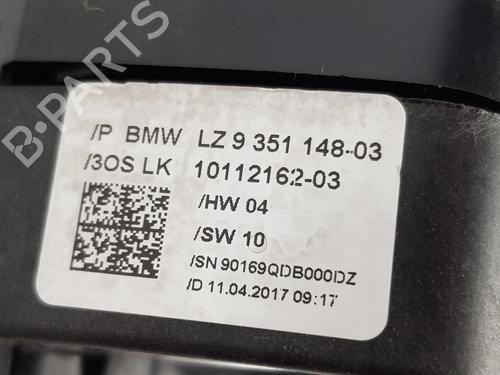 B-PARTS
/P BMW LZ 9 351 148-03
/3OS LK 10112162-03
/HW 04
/SW 10
/SN 90169QDB000DZ
/D 11.04.2017 09:17